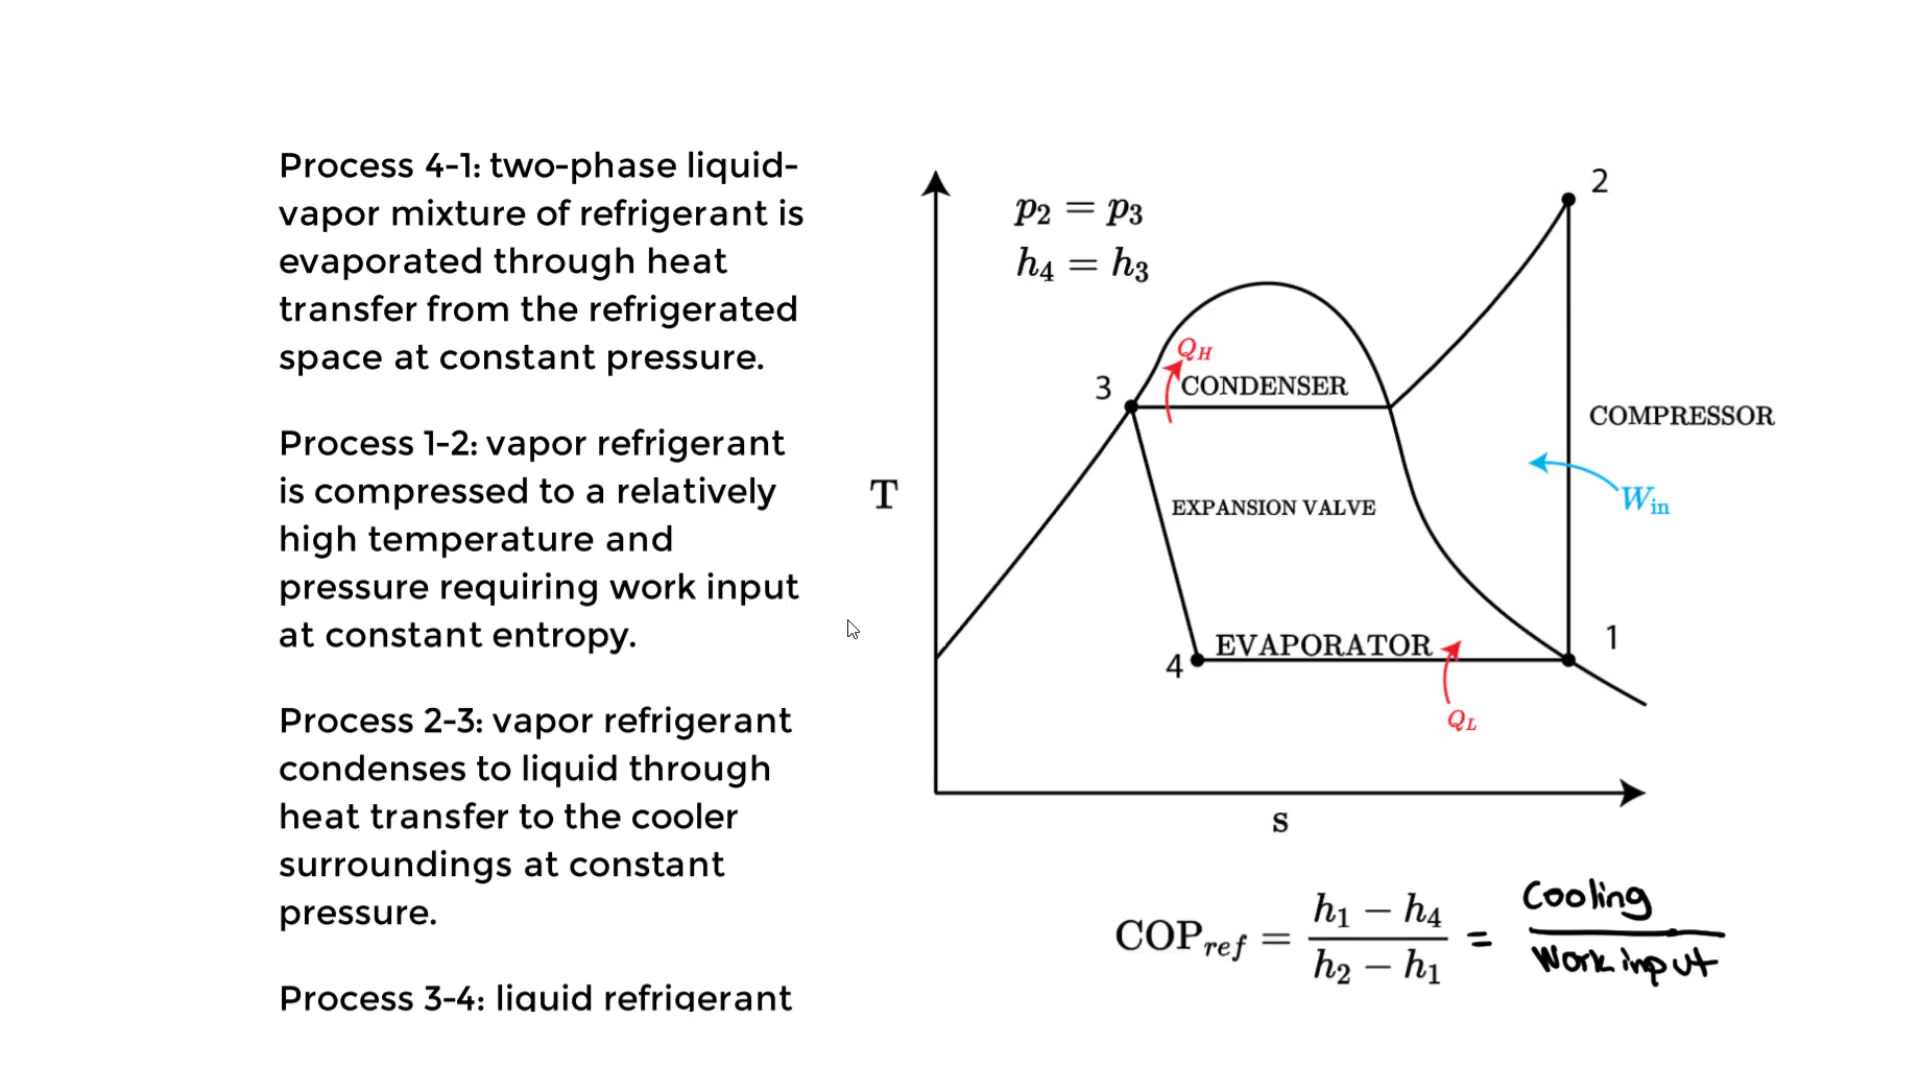 Process 4-1: two-phase liquid-
vapor mixture of refrigerant is
evaporated through heat
transfer from the refrigerated
space at constant pressure.
Process 1-2: vapor refrigerant
is compressed to a relatively
high temperature and
pressure requiring work input
at constant entropy.
Process 2-3: vapor refrigerant
condenses to liquid through
heat transfer to the cooler
surroundings at constant
pressure.
Process 3-4: liquid refrigerant
p₂ = p₃
h₄ = h₃
2
Q_H
3
CONDENSER
COMPRESSOR
T
EXPANSION VALVE
W_in
1
4
EVAPORATOR
Q_L
s
COP_ref = (h₁ − h₄)/(h₂ − h₁) = Cooling/Work input